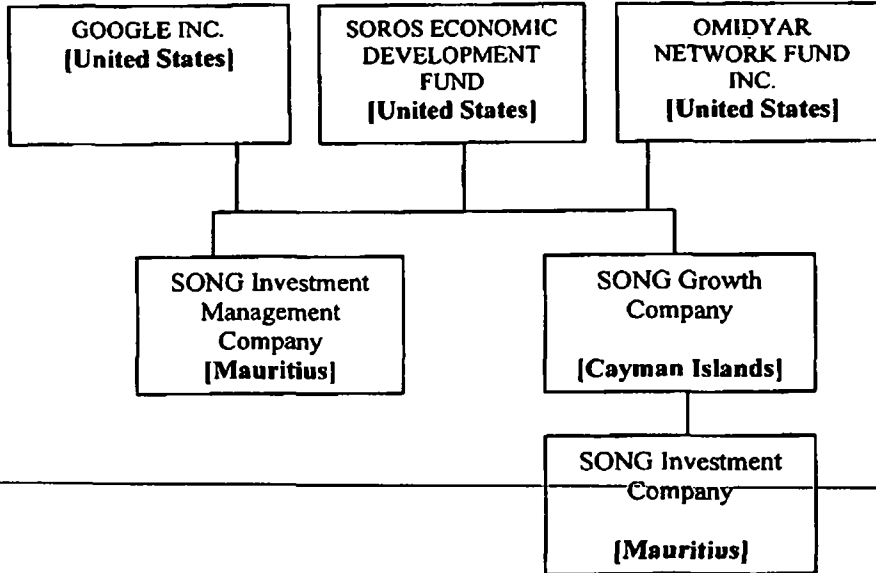 GOOGLE INC.
[United States]
SOROS ECONOMIC
DEVELOPMENT
FUND
[United States]
OMIDYAR
NETWORK FUND
INC.
[United States]
SONG Investment
Management
Company
[Mauritius]
SONG Growth
Company
[Cayman Islands]
SONG Investment
Company
[Mauritius]